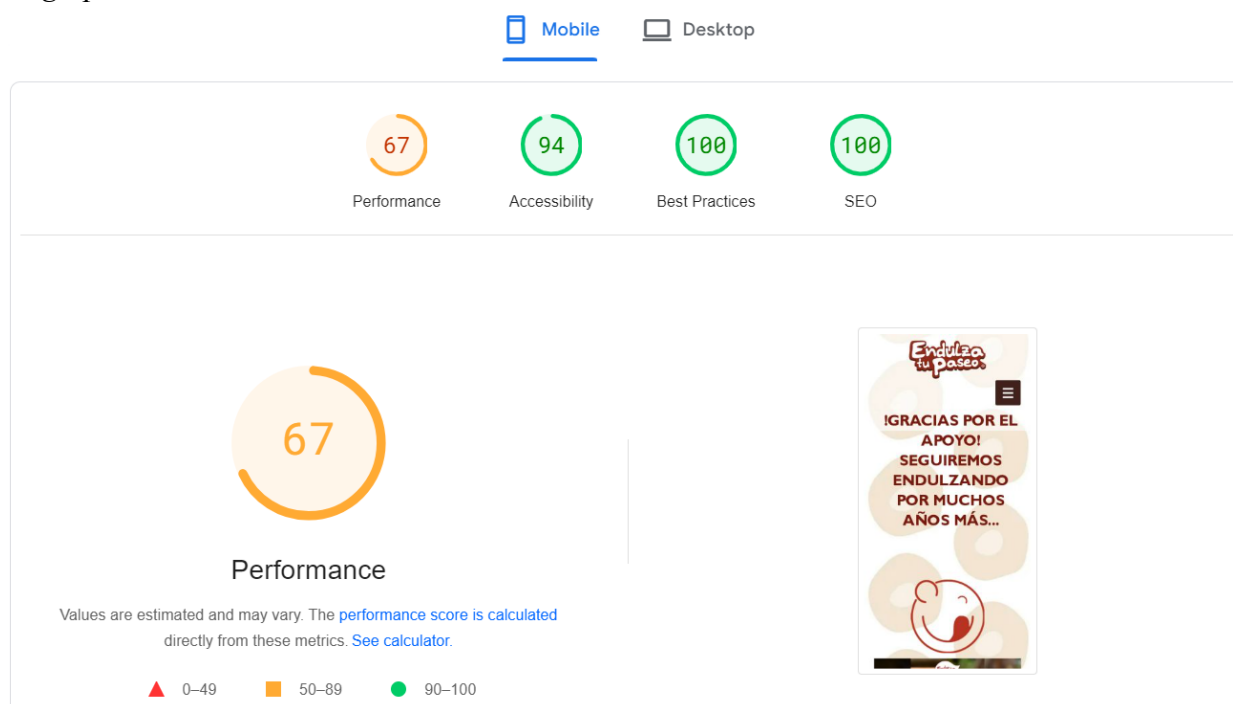 Mobile
Desktop
67
94
100
100
Performance
Accessibility
Best Practices
SEO
67
Performance
Values are estimated and may vary. The performance score is calculated
directly from these metrics. See calculator.
0–49
50–89
90–100
Endulza
tu paseo
!GRACIAS POR EL
APOYO!
SEGUIREMOS
ENDULZANDO
POR MUCHOS
AÑOS MÁS...